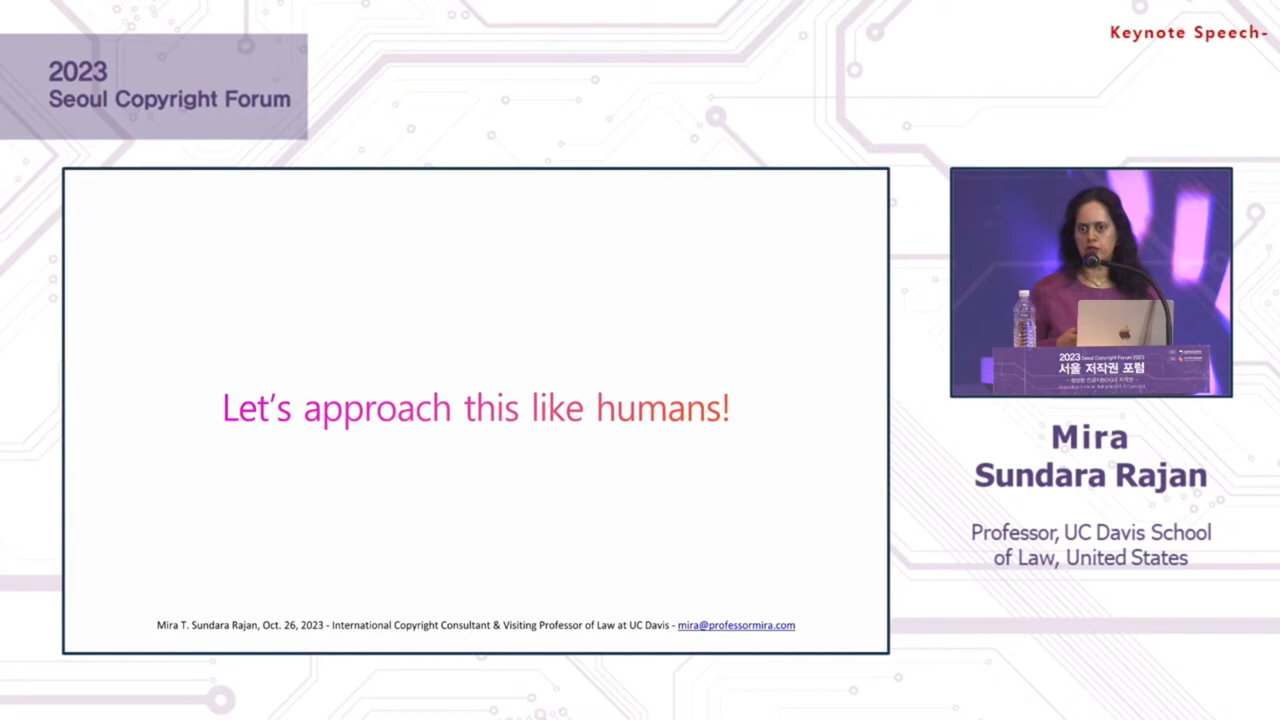 Keynote Speech-
2023
Seoul Copyright Forum
Let's approach this like humans!
Mira T. Sundara Rajan, Oct. 26, 2023 - International Copyright Consultant & Visiting Professor of Law at UC Davis - mira@professormira.com
2023 Seoul Copyright Forum 2023
서울 저작권 포럼
Mira
Sundara Rajan
Professor, UC Davis School
of Law, United States